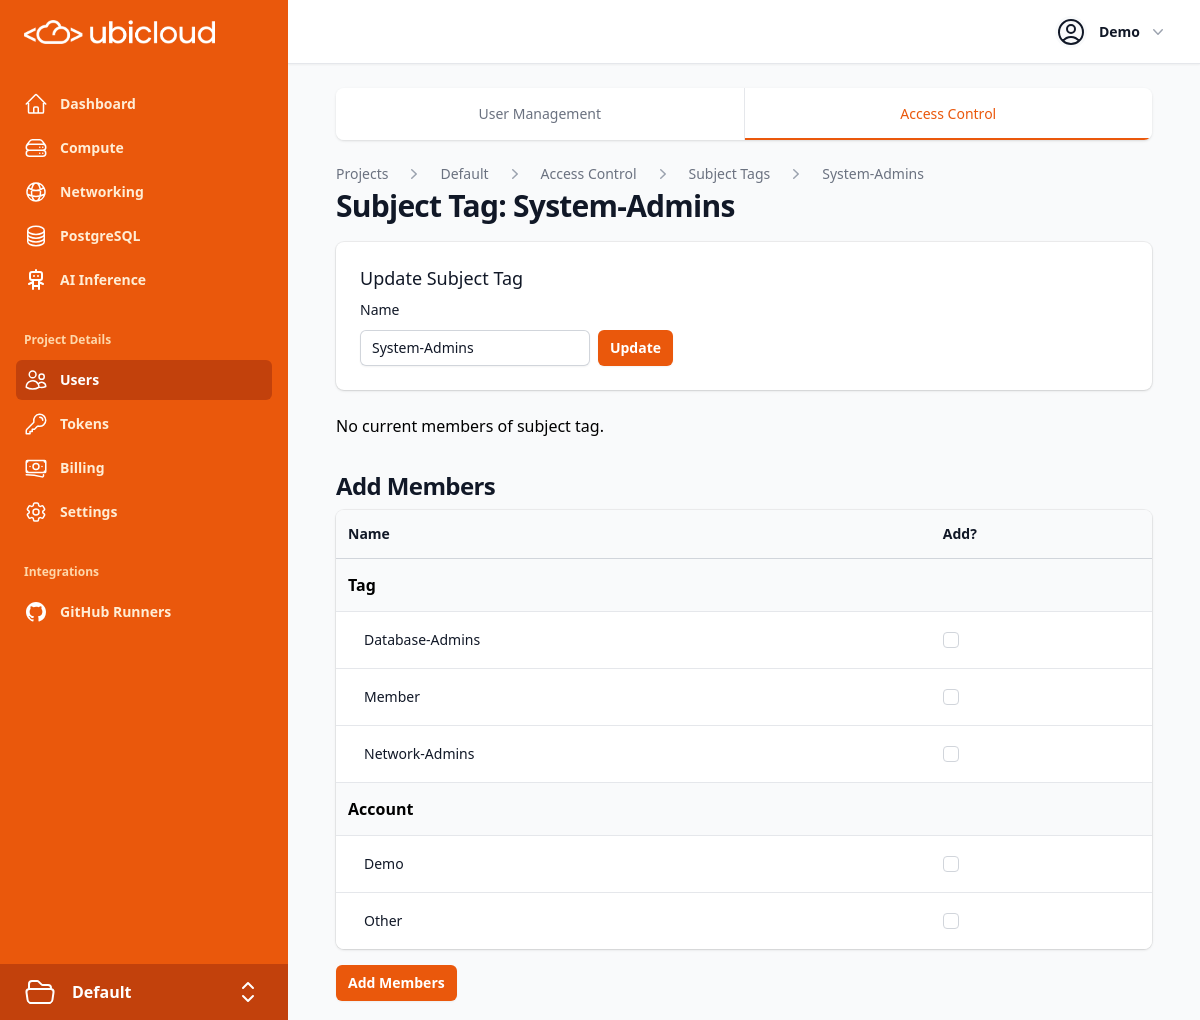 ubicloud
Demo
Dashboard
Compute
Networking
PostgreSQL
AI Inference
Project Details
Users
Tokens
Billing
Settings
Integrations
GitHub Runners
Default
User Management
Access Control
Projects > Default > Access Control > Subject Tags > System-Admins
Subject Tag: System-Admins
Update Subject Tag
Name
System-Admins
Update
No current members of subject tag.
Add Members
Name Add?
Tag
Database-Admins
Member
Network-Admins
Account
Demo
Other
Add Members